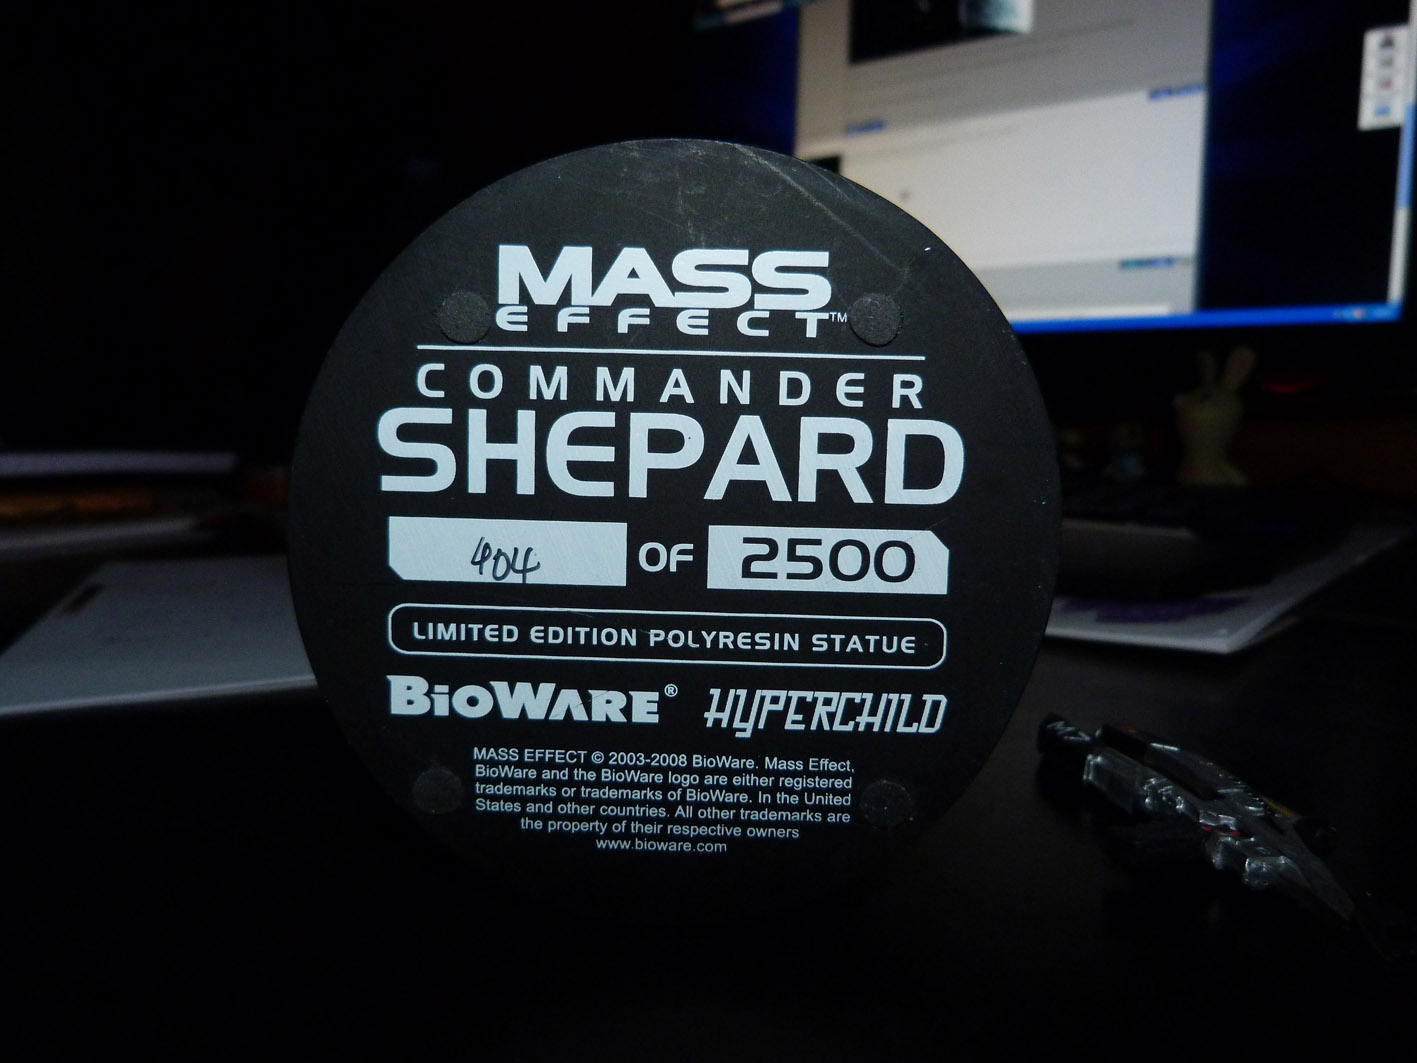 MASS
EFFECT™
COMMANDER
SHEPARD
404 OF 2500
LIMITED EDITION POLYRESIN STATUE
BIOWARE® HYPERCHILD
MASS EFFECT © 2003-2008 BioWare. Mass Effect,
BioWare and the BioWare logo are either registered
trademarks or trademarks of BioWare. In the United
States and other countries. All other trademarks are
the property of their respective owners
www.bioware.com
M7